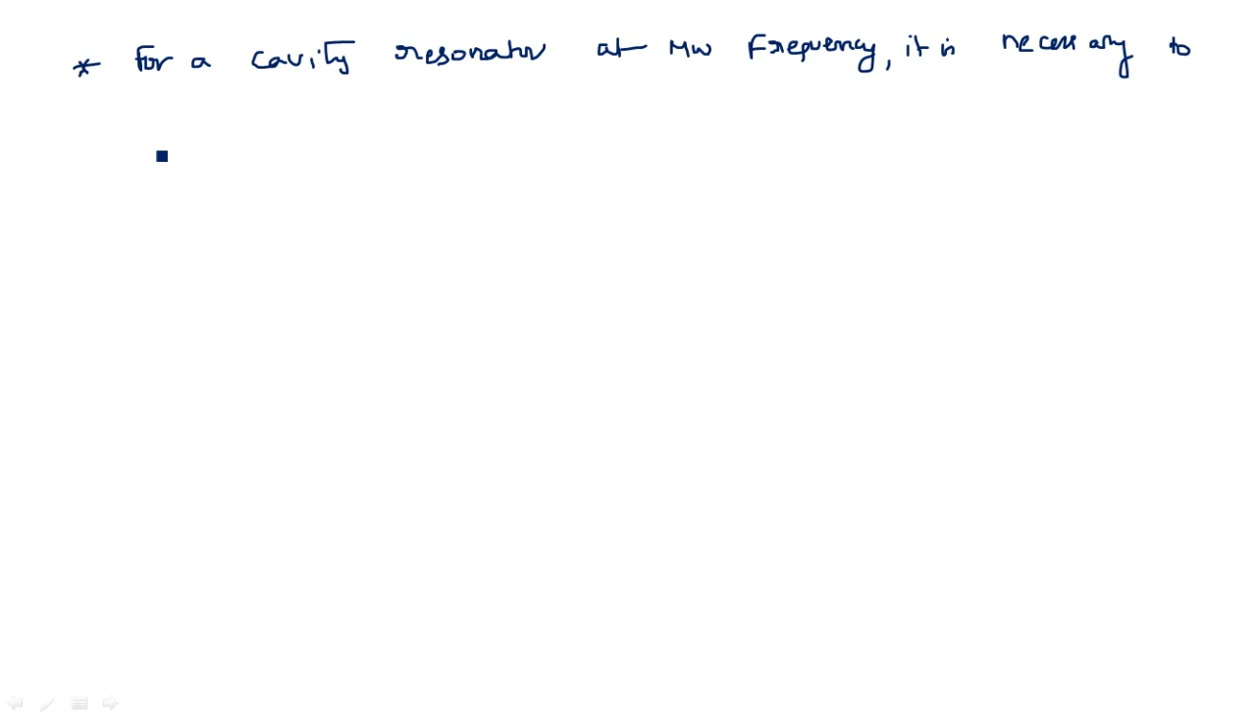 * For a cavity resonator at MW Frequency, it is necessary to